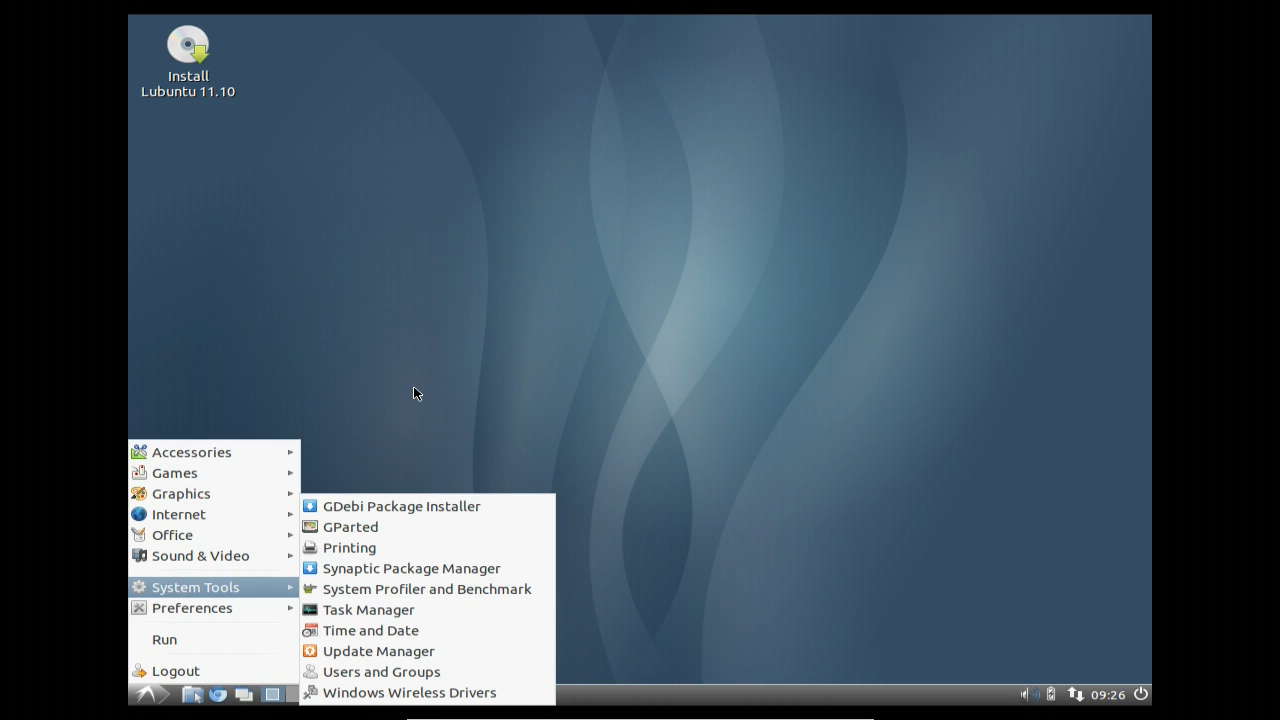 Install
Lubuntu 11.10
Accessories
Games
Graphics
Internet
Office
Sound & Video
System Tools
Preferences
Run
Logout
GDebi Package Installer
GParted
Printing
Synaptic Package Manager
System Profiler and Benchmark
Task Manager
Time and Date
Update Manager
Users and Groups
Windows Wireless Drivers
09:26